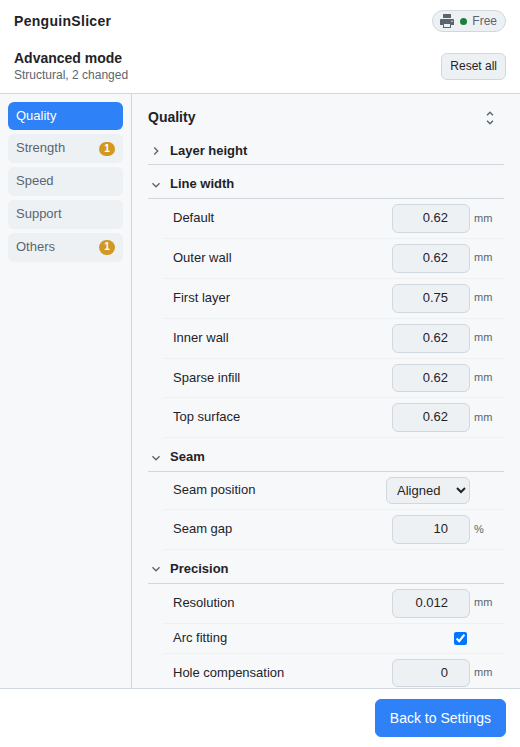 PenguinSlicer
Free
Advanced mode
Structural, 2 changed
Reset all
Quality
Strength 1
Speed
Support
Others 1
Quality
Layer height
Line width
Default 0.62 mm
Outer wall 0.62 mm
First layer 0.75 mm
Inner wall 0.62 mm
Sparse infill 0.62 mm
Top surface 0.62 mm
Seam
Seam position Aligned
Seam gap 10 %
Precision
Resolution 0.012 mm
Arc fitting
Hole compensation 0 mm
Back to Settings